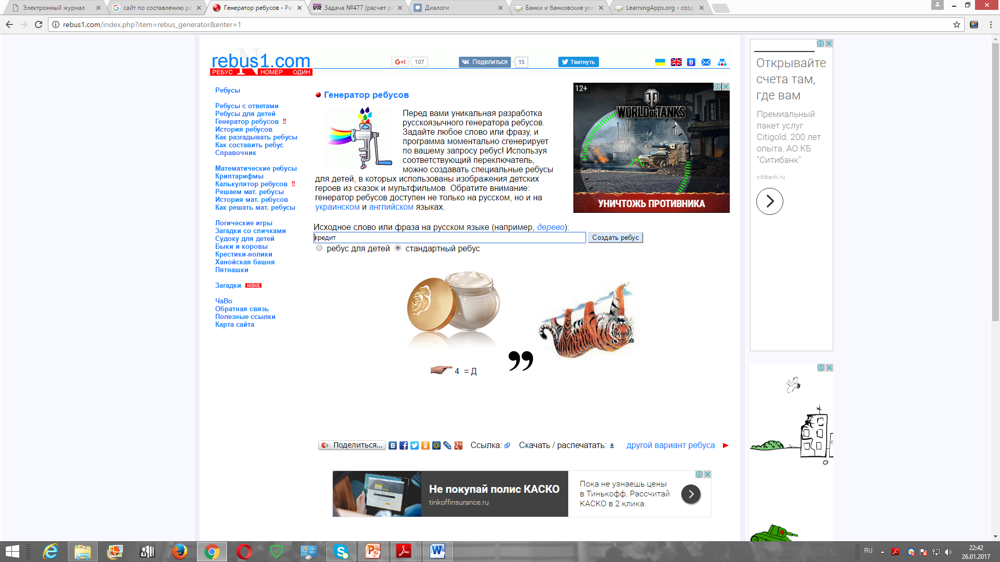 Электронный журнал
сайт по составлению ре
Генератор ребусов - Ре
VR Задача №477 (расчет р
Диалоги
Банки и банковские усл
LearningApps.org - созд
rebus1.com/index.php?item=rebus_generator&enter=1
rebus1.com
РЕБУС НОМЕР ОДИН
G+1 107
Поделиться 15
Твитнуть
Ребусы
Ребусы с ответами
Ребусы для детей
Генератор ребусов !!
История ребусов
Как разгадывать ребусы
Как составить ребус
Справочник
Математические ребусы
Криптарифмы
Калькулятор ребусов !!
Решаем мат. ребусы
История мат. ребусов
Как решать мат. ребусы
Логические игры
Загадки со спичками
Судоку для детей
Быки и коровы
Крестики-нолики
Ханойская башня
Пятнашки
Загадки НОВОЕ
ЧаВо
Обратная связь
Полезные ссылки
Карта сайта
Генератор ребусов
Перед вами уникальная разработка
русскоязычного генератора ребусов.
Задайте любое слово или фразу, и
программа моментально сгенерирует
по вашему запросу ребус! Используя
соответствующий переключатель,
можно создавать специальные ребусы
для детей, в которых использованы изображения детских
героев из сказок и мультфильмов. Обратите внимание:
генератор ребусов доступен не только на русском, но и на
украинском и английском языках.
12+
WORLD OF TANKS
УНИЧТОЖЬ ПРОТИВНИКА
Исходное слово или фраза на русском языке (например, дерево):
кредит
Создать ребус
ребус для детей стандартный ребус
4 = Д
,,
Поделиться...
Ссылка:
Скачать / распечатать:
другой вариант ребуса
Не покупай полис КАСКО
tinkoffinsurance.ru
Пока не узнаешь цены
в Тинькофф. Рассчитай
КАСКО в 2 клика.
Открывайте
счета там,
где вам
Премиальный
пакет услуг
Citigold. 200 лет
опыта. АО КБ
"Ситибанк"
citibank.ru
RU
22:42
26.01.2017